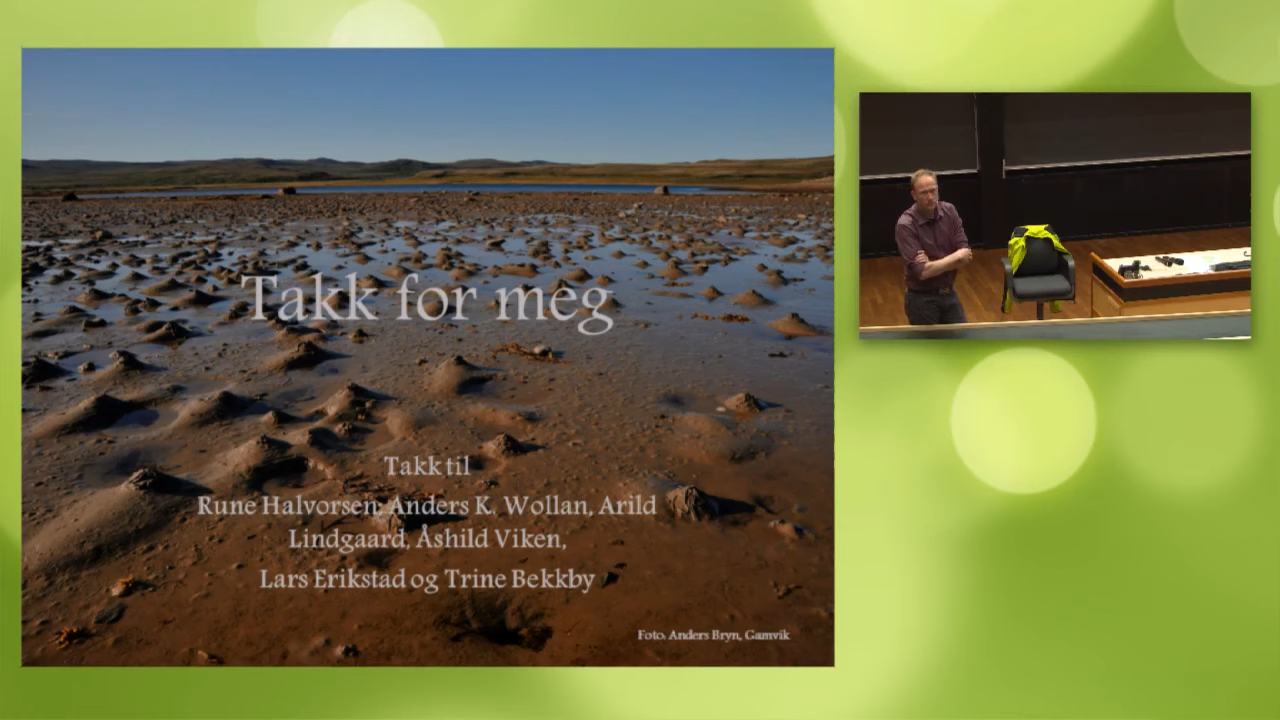 Takk for meg
Takk til
Rune Halvorsen; Anders K. Wollan, Arild
Lindgaard, Åshild Viken,
Lars Erikstad og Trine Bekkby
Foto: Anders Bryn, Gamvik